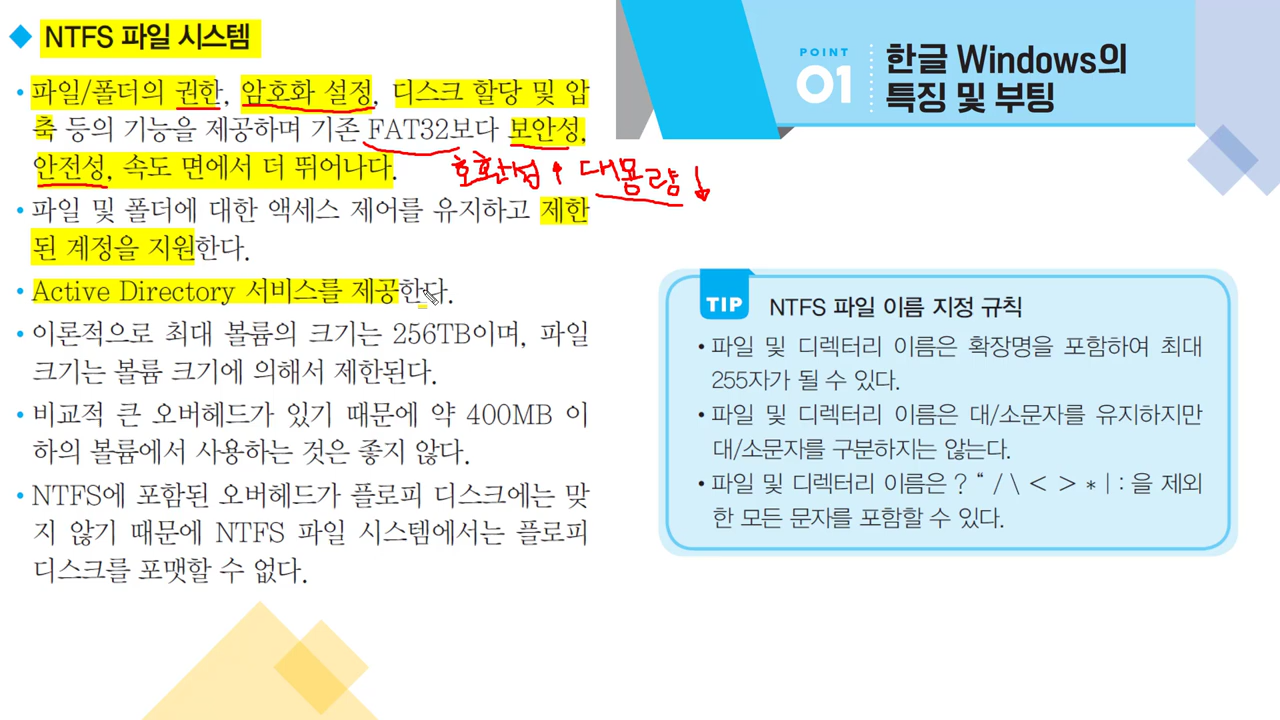 ◆ NTFS 파일 시스템
• 파일/폴더의 권한, 암호화 설정, 디스크 할당 및 압
축 등의 기능을 제공하며 기존 FAT32보다 보안성,
안전성, 속도 면에서 더 뛰어나다.
호환성↑ 대용량↓
• 파일 및 폴더에 대한 액세스 제어를 유지하고 제한
된 계정을 지원한다.
• Active Directory 서비스를 제공한다.
• 이론적으로 최대 볼륨의 크기는 256TB이며, 파일
크기는 볼륨 크기에 의해서 제한된다.
• 비교적 큰 오버헤드가 있기 때문에 약 400MB 이
하의 볼륨에서 사용하는 것은 좋지 않다.
• NTFS에 포함된 오버헤드가 플로피 디스크에는 맞
지 않기 때문에 NTFS 파일 시스템에서는 플로피
디스크를 포맷할 수 없다.
POINT
01
한글 Windows의
특징 및 부팅
TIP NTFS 파일 이름 지정 규칙
• 파일 및 디렉터리 이름은 확장명을 포함하여 최대
255자가 될 수 있다.
• 파일 및 디렉터리 이름은 대/소문자를 유지하지만
대/소문자를 구분하지는 않는다.
• 파일 및 디렉터리 이름은 ? “ / \ < > * | : 을 제외
한 모든 문자를 포함할 수 있다.